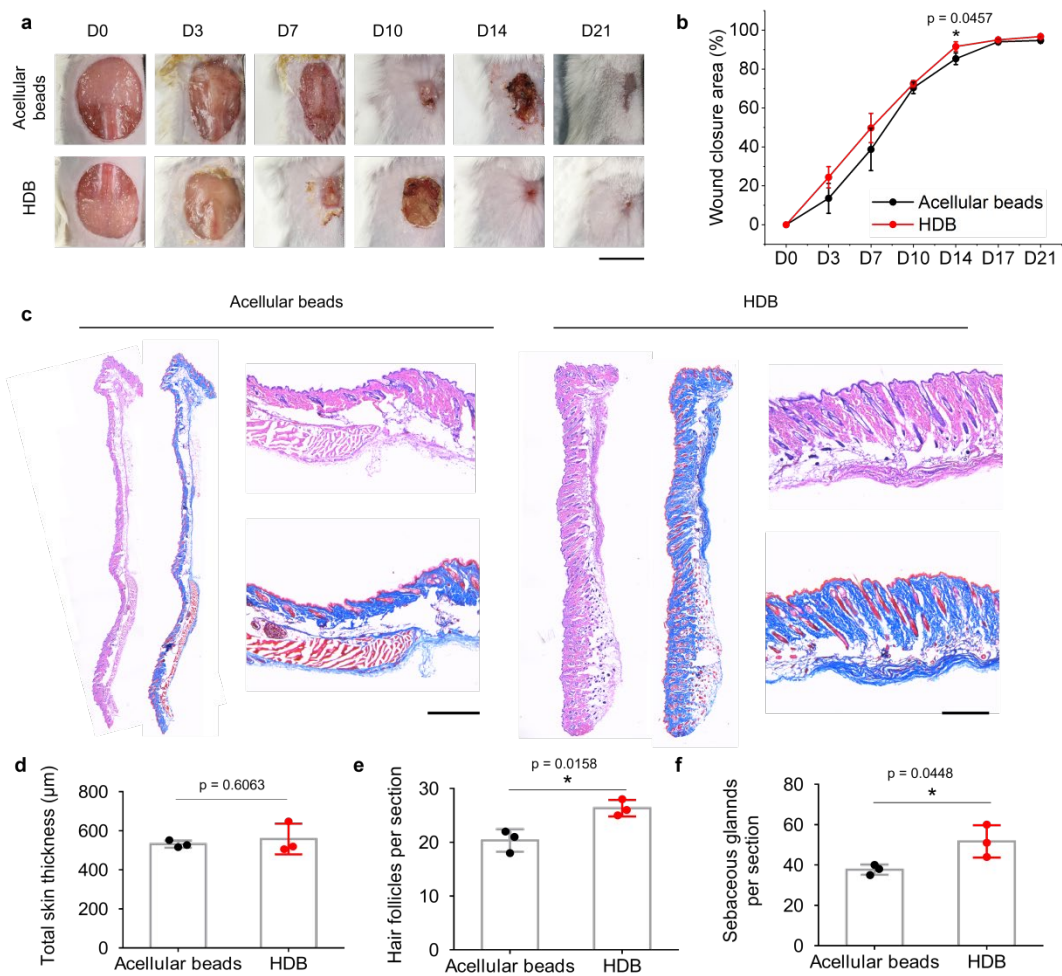 a
D0 D3 D7 D10 D14 D21
Acellular
beads
HDB
b
p = 0.0457
*
Wound closure area (%)
100
80
60
40
20
0
Acellular beads
HDB
D0 D3 D7 D10 D14 D17 D21
c
Acellular beads
HDB
d
Total skin thickness (μm)
p = 0.6063
800
600
400
200
0
Acellular beads HDB
e
Hair follicles per section
p = 0.0158
*
30
20
10
0
Acellular beads HDB
f
Sebaceous glannds
per section
p = 0.0448
*
80
60
40
20
0
Acellular beads HDB